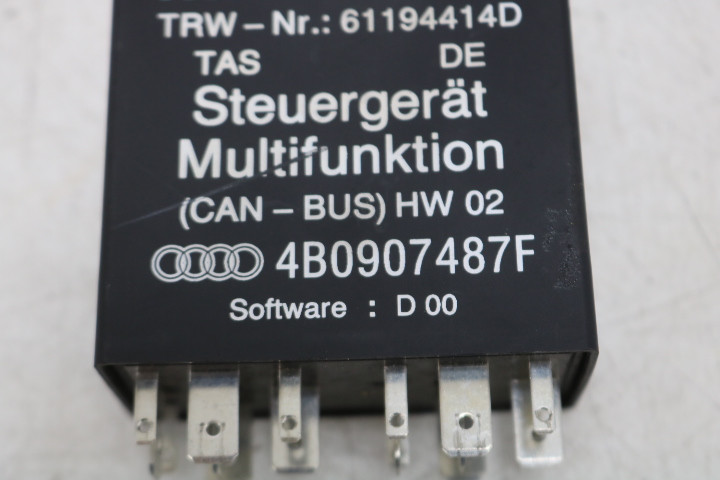 TRW – Nr.: 61194414D
TAS DE
Steuergerät
Multifunktion
(CAN – BUS) HW 02
4B0907487F
Software : D 00